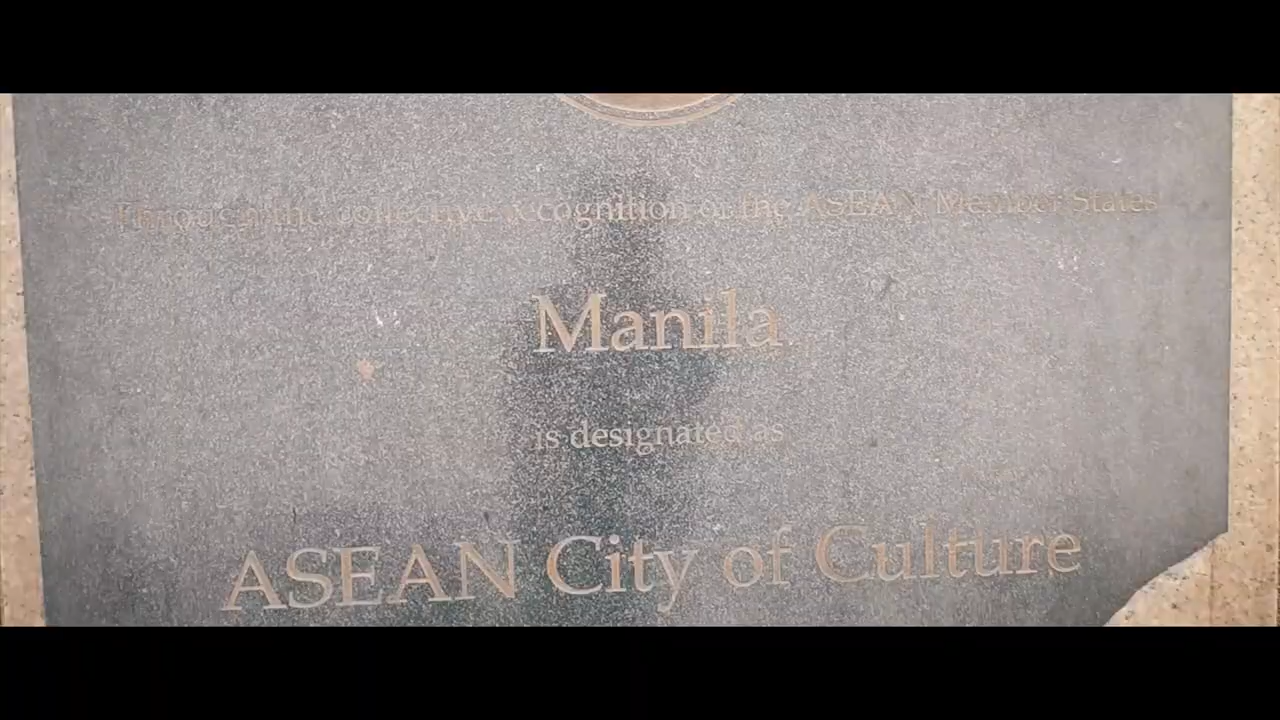 Through the collective recognition of the ASEAN Member States
Manila
is designated as
ASEAN City of Culture